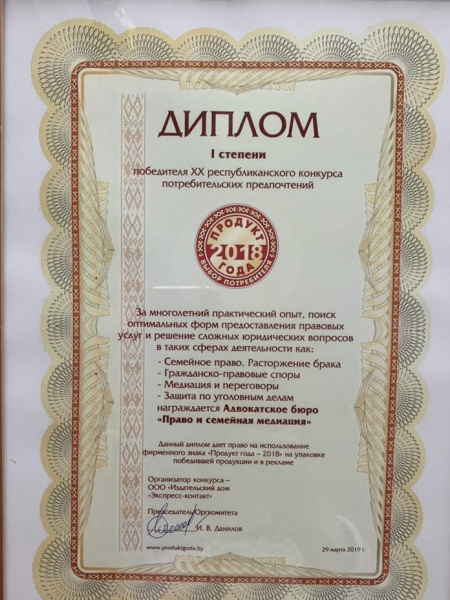 ДИПЛОМ
I степени
победителя XX республиканского конкурса
потребительских предпочтений
ПРОДУКТ
2018
ГОДА
ВЫБОР ПОТРЕБИТЕЛЯ
За многолетний практический опыт, поиск
оптимальных форм предоставления правовых
услуг и решение сложных юридических вопросов
в таких сферах деятельности как:
- Семейное право. Расторжение брака
- Гражданско-правовые споры
- Медиация и переговоры
- Защита по уголовным делам
награждается Адвокатское бюро
«Право и семейная медиация»
Данный диплом дает право на использование
фирменного знака «Продукт года – 2018» на упаковке
победившей продукции и в рекламе
Организатор конкурса –
ООО «Издательский дом
«Экспресс-контакт»
Председатель Оргкомитета
И. В. Данилов
www.produktgoda.by
29 марта 2019 г.